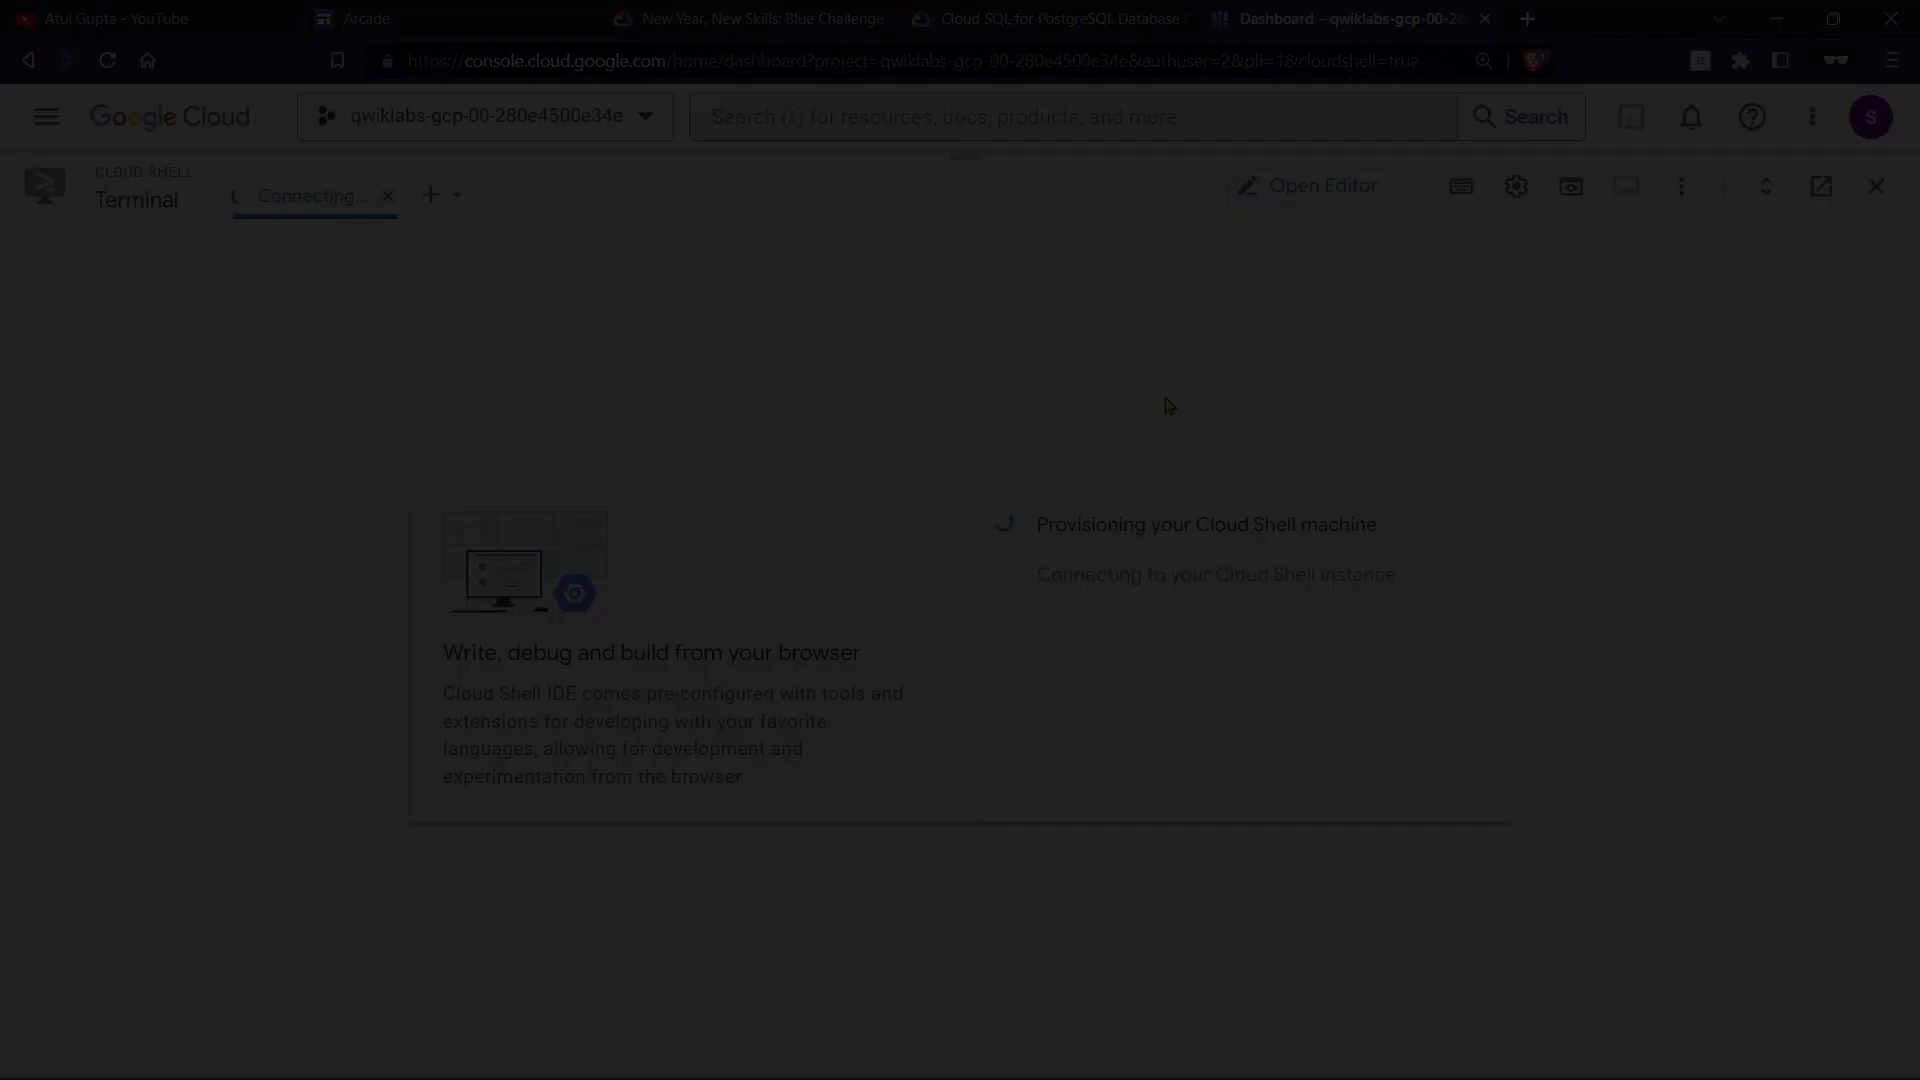 Atul Gupta - YouTube
Arcade
New Year, New Skills: Blue Challenge
Cloud SQL for PostgreSQL Database
Dashboard – qwiklabs-gcp-00-28
https://console.cloud.google.com/home/dashboard?project=qwiklabs-gcp-00-280e4500e34e&authuser=2&pli=1&cloudshell=true
1
Google Cloud
qwiklabs-gcp-00-280e4500e34e
Search (/) for resources, docs, products, and more
Search
S
CLOUD SHELL
Terminal
Connecting...
Open Editor
Provisioning your Cloud Shell machine
Connecting to your Cloud Shell instance
Write, debug and build from your browser
Cloud Shell IDE comes pre-configured with tools and
extensions for developing with your favorite
languages, allowing for development and
experimentation from the browser